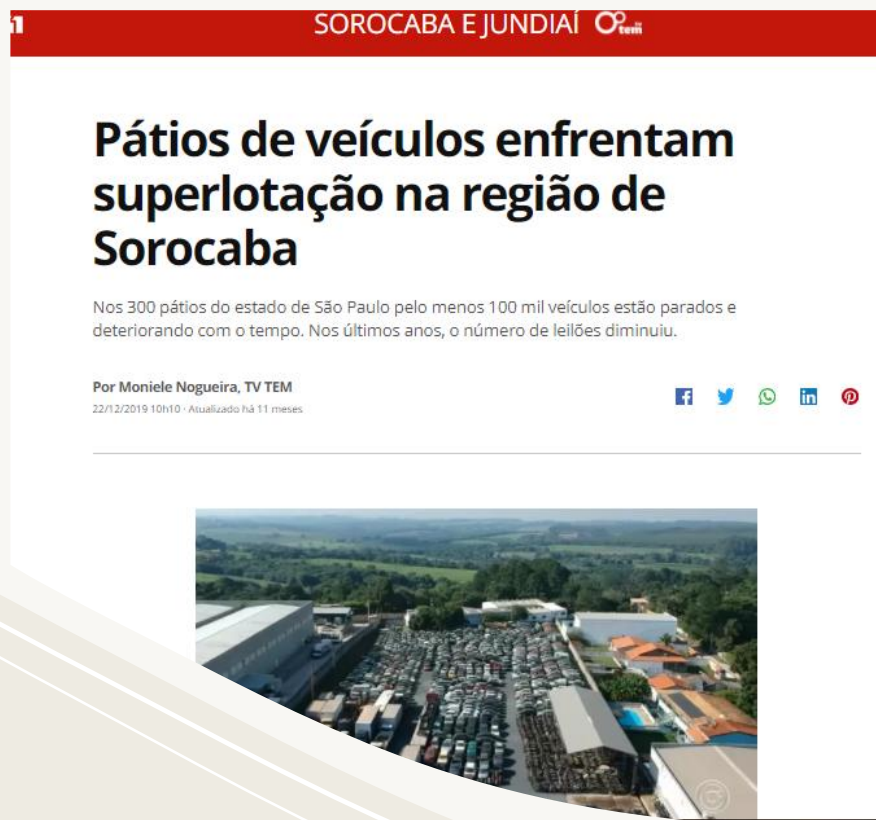 SOROCABA E JUNDIAÍ tem
Pátios de veículos enfrentam
superlotação na região de
Sorocaba
Nos 300 pátios do estado de São Paulo pelo menos 100 mil veículos estão parados e
deteriorando com o tempo. Nos últimos anos, o número de leilões diminuiu.
Por Moniele Nogueira, TV TEM
22/12/2019 10h10 · Atualizado há 11 meses